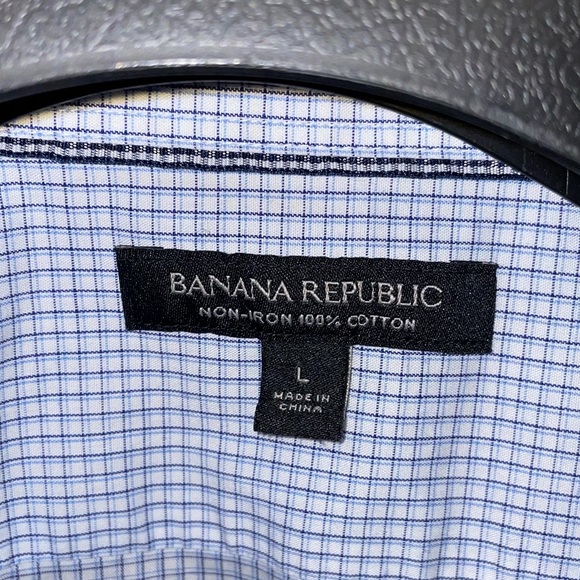 BANANA REPUBLIC
NON-IRON 100% COTTON
L
MADE IN
CHINA